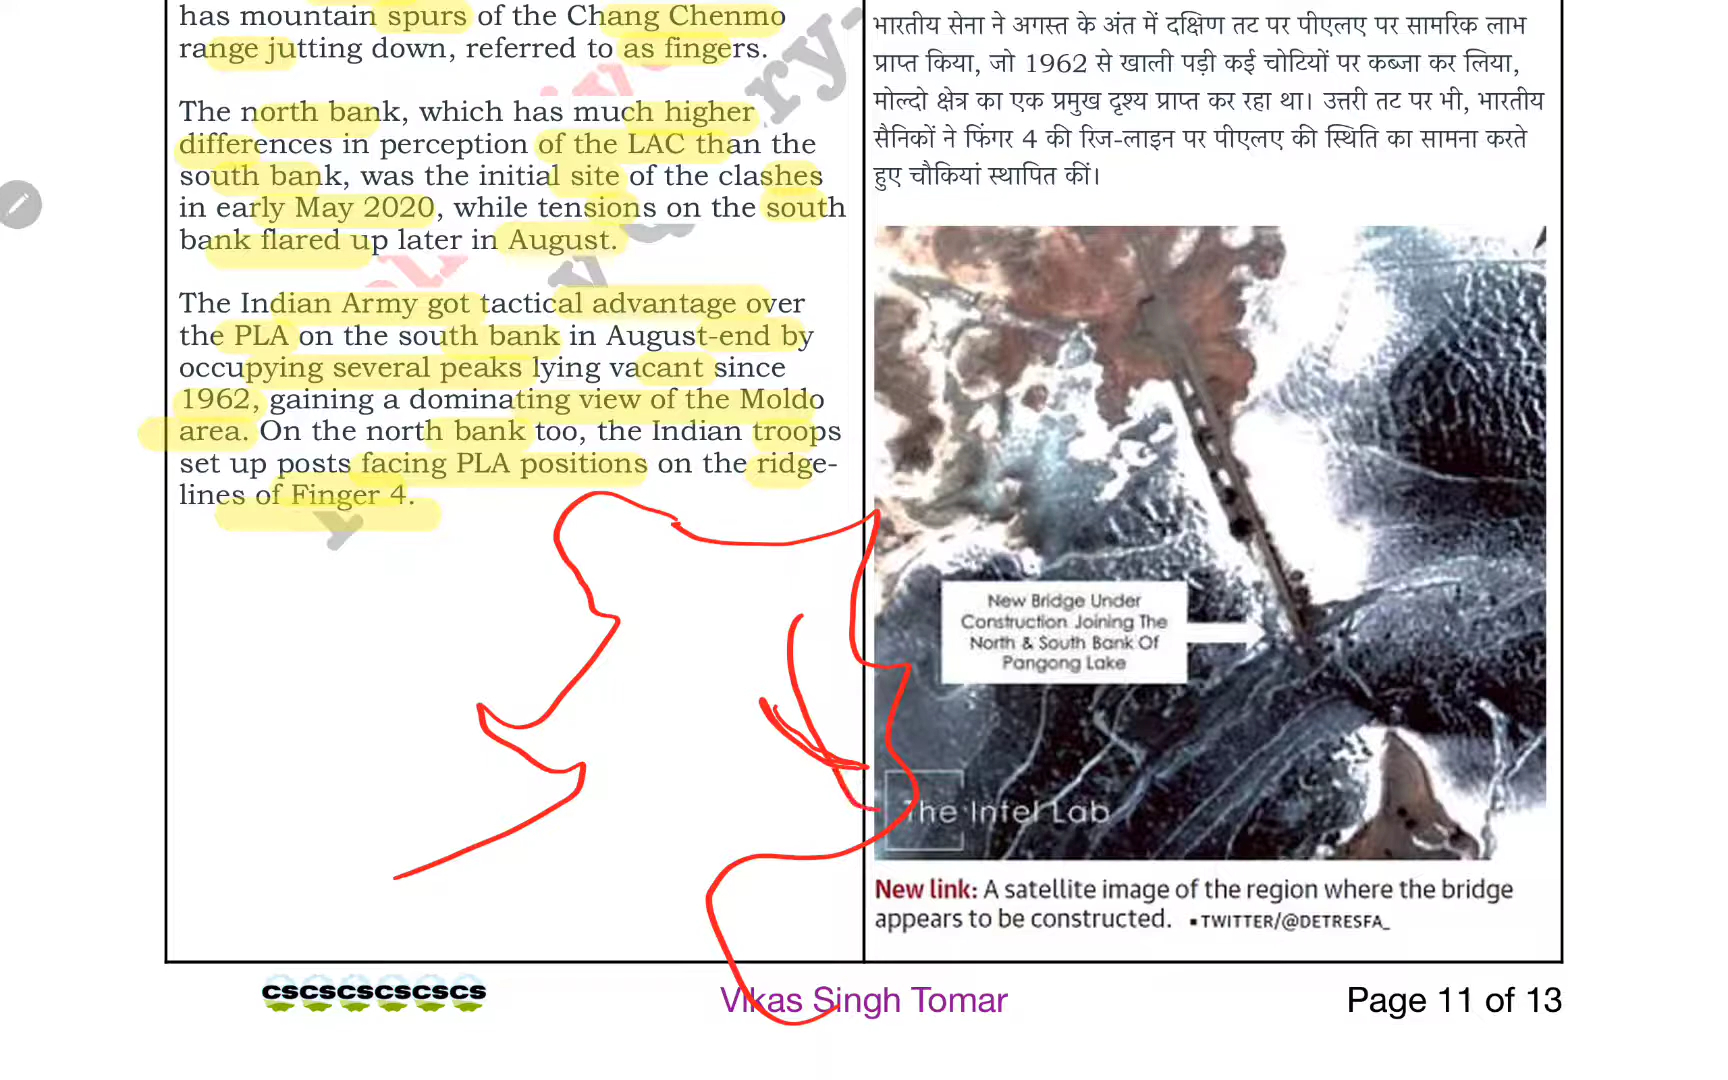 has mountain spurs of the Chang Chenmo
range jutting down, referred to as fingers.
The north bank, which has much higher
differences in perception of the LAC than the
south bank, was the initial site of the clashes
in early May 2020, while tensions on the south
bank flared up later in August.
The Indian Army got tactical advantage over
the PLA on the south bank in August-end by
occupying several peaks lying vacant since
1962, gaining a dominating view of the Moldo
area. On the north bank too, the Indian troops
set up posts facing PLA positions on the ridge-
lines of Finger 4.
भारतीय सेना ने अगस्त के अंत में दक्षिण तट पर पीएलए पर सामरिक लाभ
प्राप्त किया, जो 1962 से खाली पड़ी कई चोटियों पर कब्जा कर लिया,
मोल्दो क्षेत्र का एक प्रमुख दृश्य प्राप्त कर रहा था। उत्तरी तट पर भी, भारतीय
सैनिकों ने फिंगर 4 की रिज-लाइन पर पीएलए की स्थिति का सामना करते
हुए चौकियां स्थापित कीं।
New Bridge Under
Construction Joining The
North & South Bank Of
Pangong Lake
The Intel Lab
New link: A satellite image of the region where the bridge
appears to be constructed. ▪TWITTER/@DETRESFA_
CSCSCSCSCSCS
Vikas Singh Tomar
Page 11 of 13